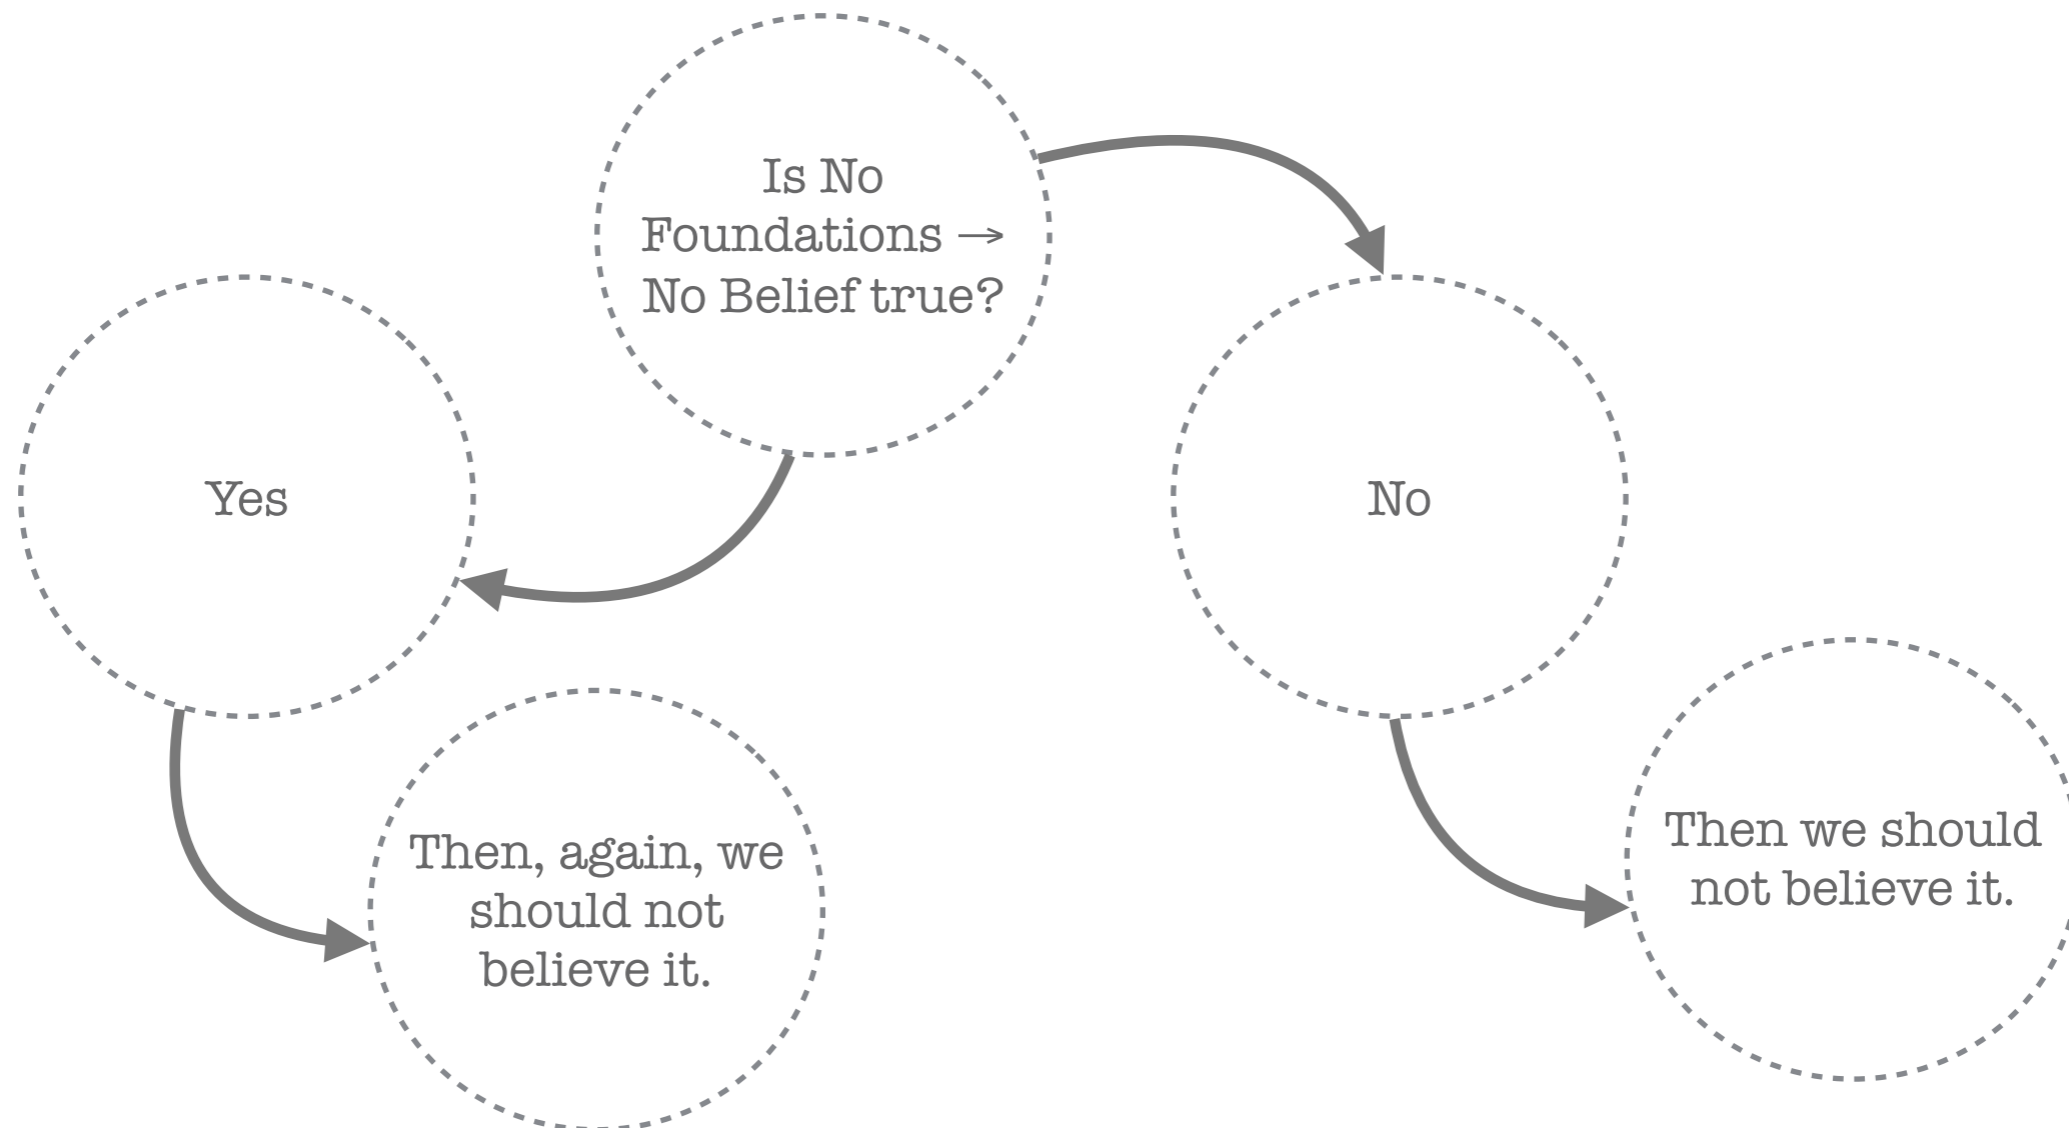 Is No
Foundations →
No Belief true?
Yes
No
Then, again, we
should not
believe it.
Then we should
not believe it.